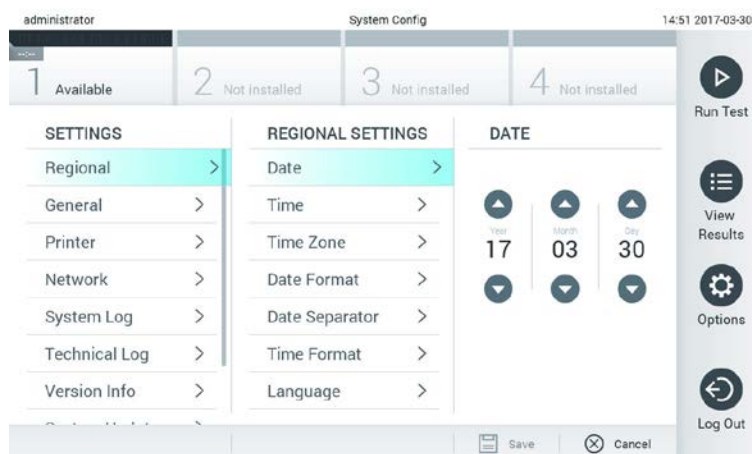 administrator System Config 14:51 2017-03-30
--:--
1 Available 2 Not installed 3 Not installed 4 Not installed
Run Test
SETTINGS REGIONAL SETTINGS DATE
Regional > Date >
General > Time >
Year Month Day
17 03 30
View
Results
Printer > Time Zone >
Network > Date Format >
System Log > Date Separator >
Options
Technical Log > Time Format >
Version Info > Language >
Save Cancel
Log Out